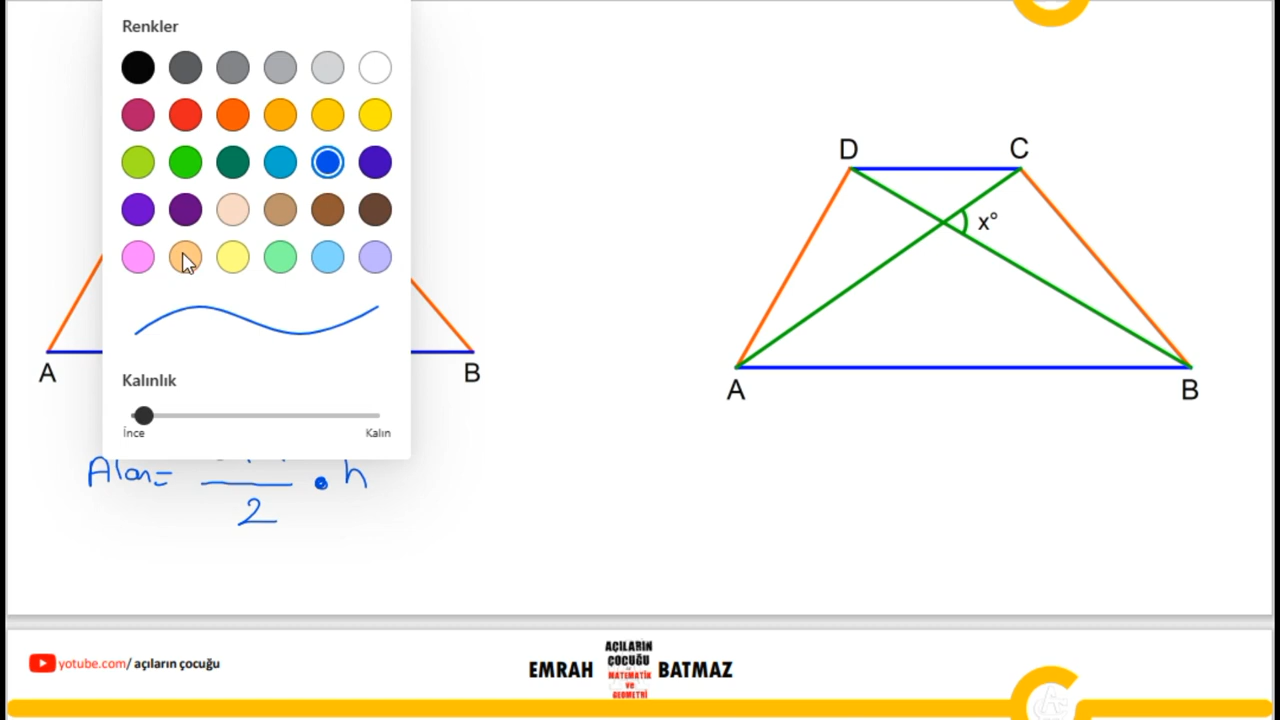 Renkler
D C
x°
A B
A B
Kalınlık
İnce Kalın
Alan= 2 . h
yotube.com/ açıların çocuğu
EMRAH BATMAZ
AÇILARIN
ÇOCUĞU
MATEMATİK
ve
GEOMETRİ